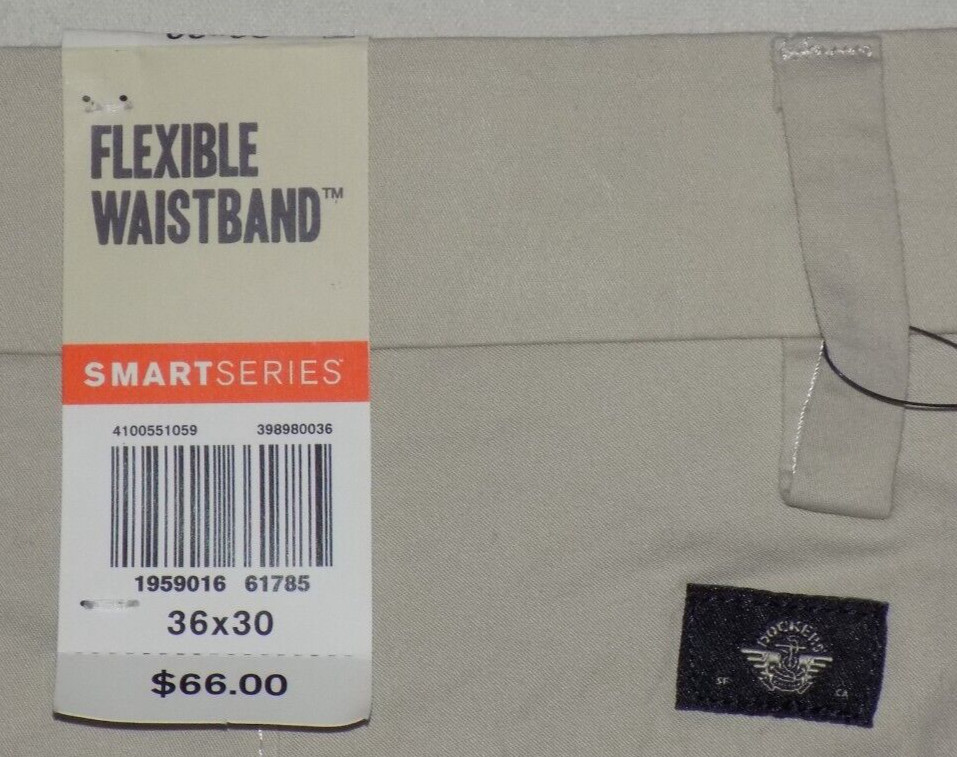 FLEXIBLE
WAISTBAND™
SMARTSERIES
4100551059 398980036
1959016 61785
36x30
$66.00
DOCKERS
SF CA